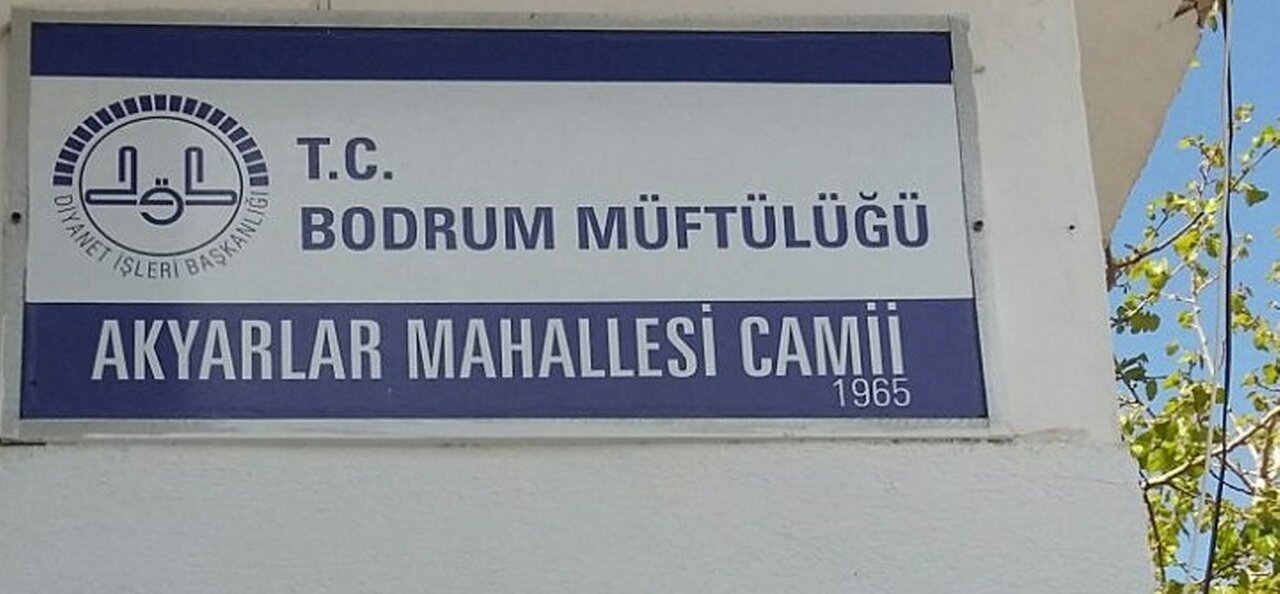 T.C.
BODRUM MÜFTÜLÜĞÜ
DİYANET İŞLERİ BAŞKANLIĞI
AKYARLAR MAHALLESİ CAMİİ
1965